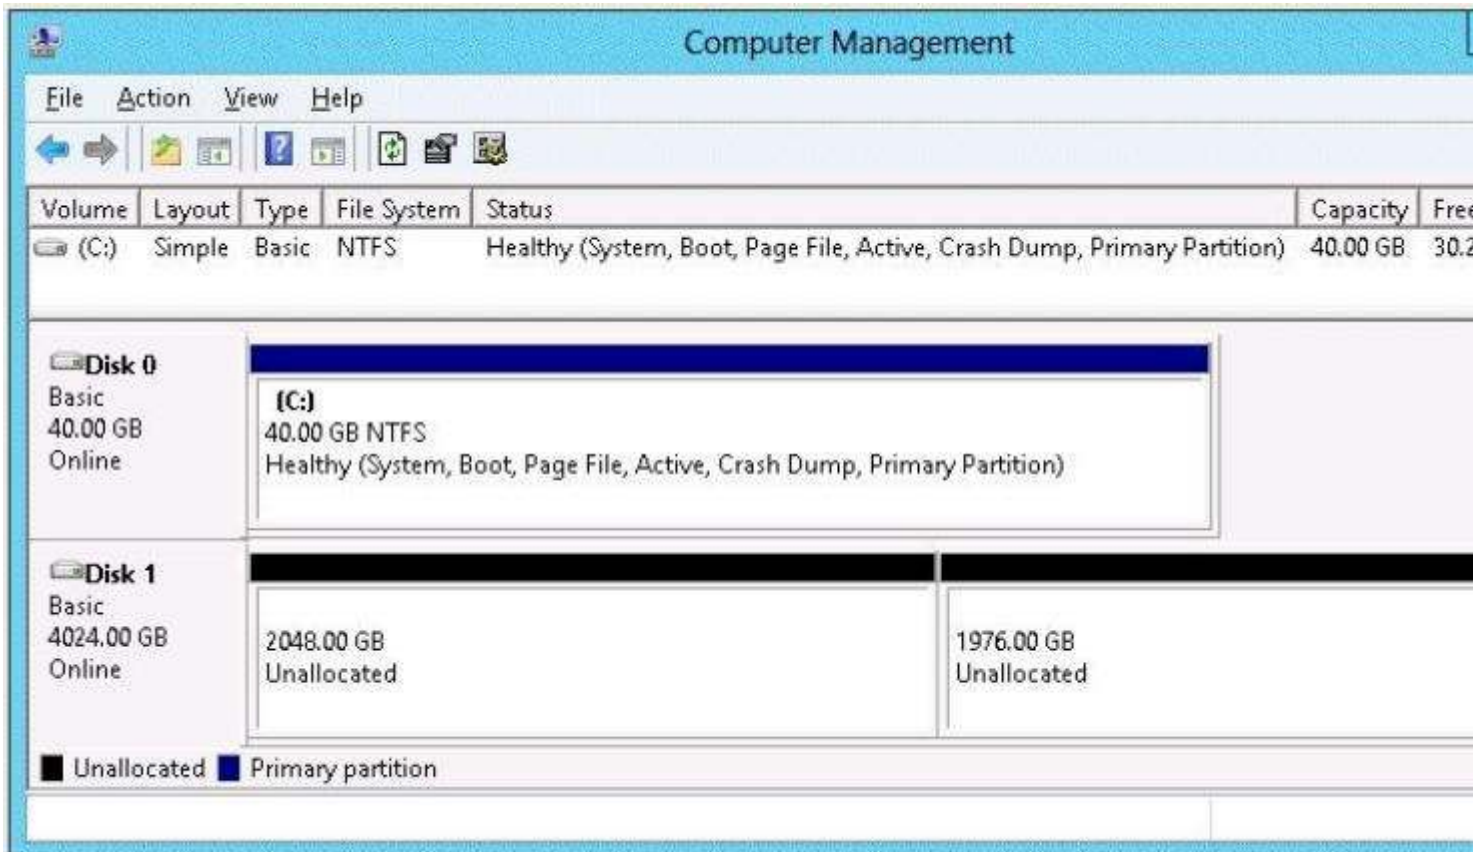 Computer Management
File Action View Help
Volume Layout Type File System Status Capacity Free
(C:) Simple Basic NTFS Healthy (System, Boot, Page File, Active, Crash Dump, Primary Partition) 40.00 GB 30.2
Disk 0
Basic
40.00 GB
Online
(C:)
40.00 GB NTFS
Healthy (System, Boot, Page File, Active, Crash Dump, Primary Partition)
Disk 1
Basic
4024.00 GB
Online
2048.00 GB
Unallocated
1976.00 GB
Unallocated
Unallocated Primary partition